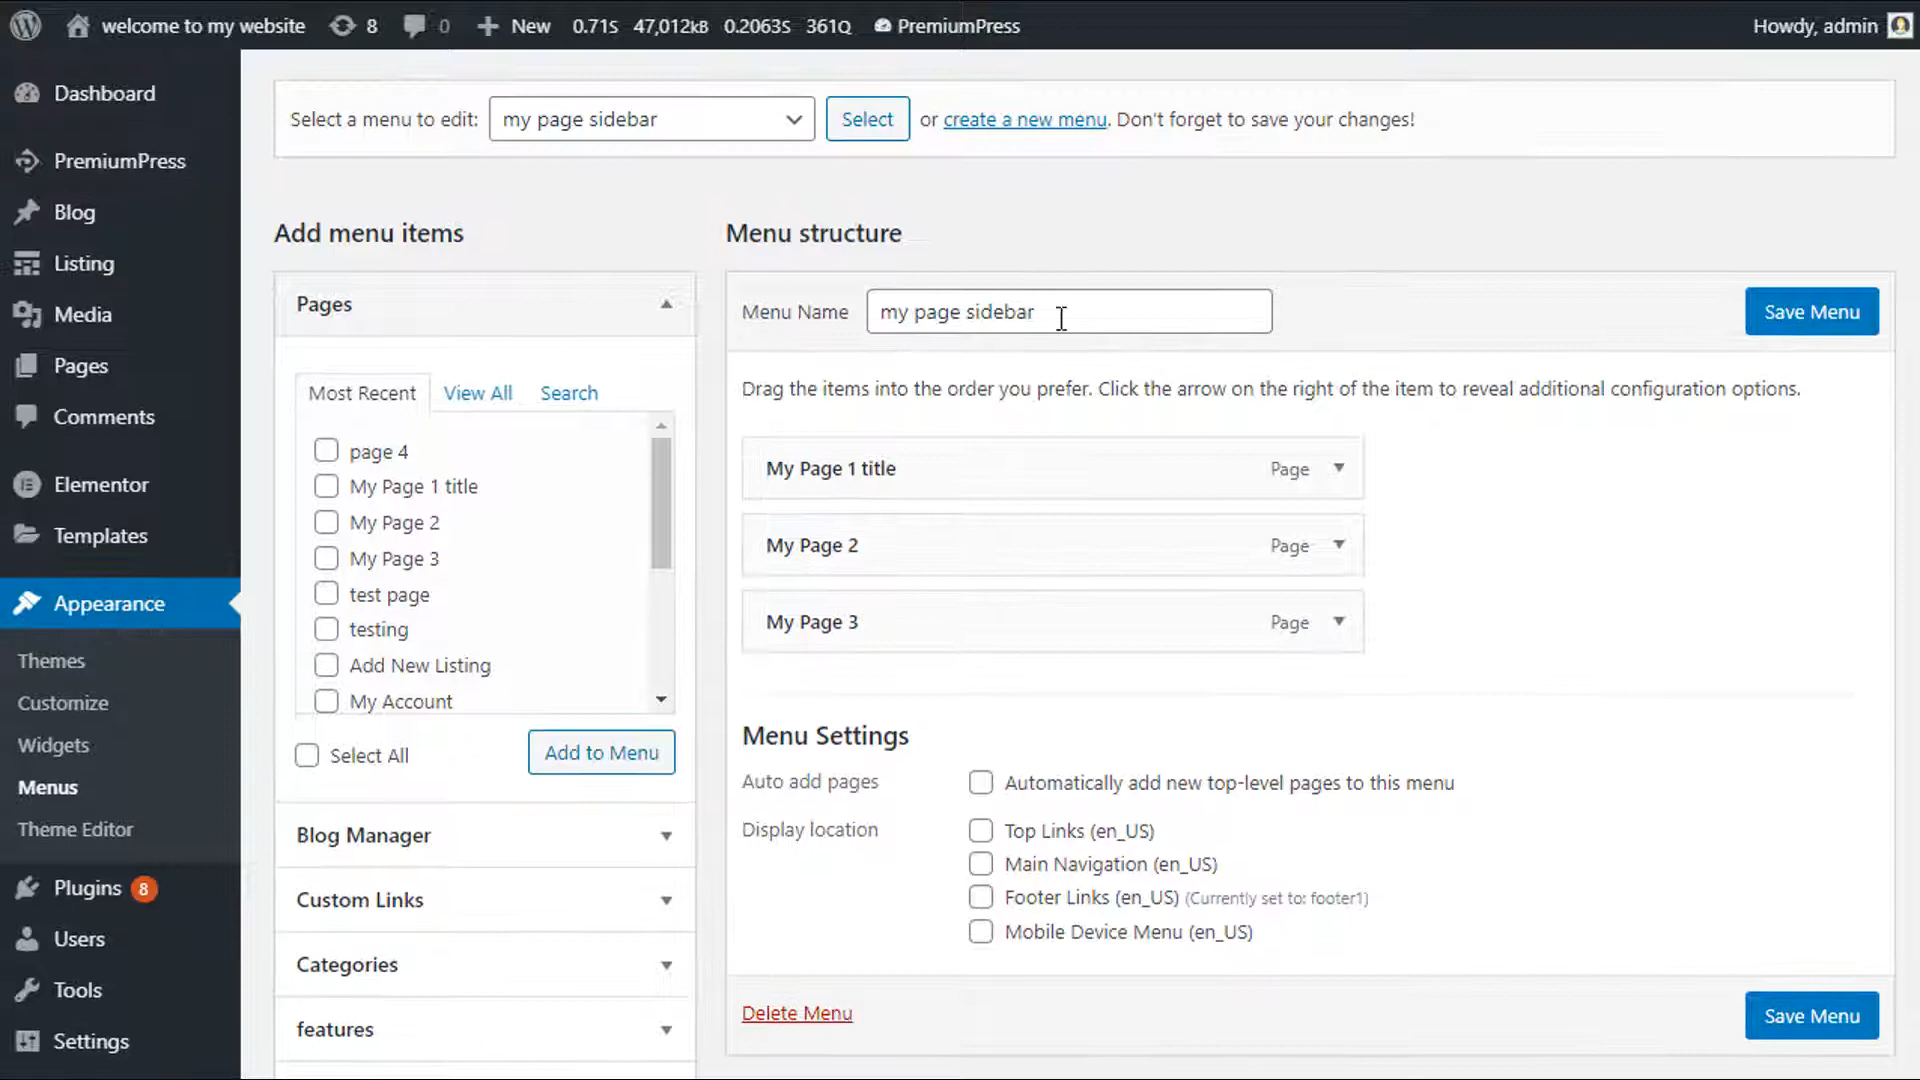 welcome to my website 8 0 New 0.71S 47,012kB 0.2063S 361Q PremiumPress Howdy, admin
Dashboard
PremiumPress
Blog
Listing
Media
Pages
Comments
Elementor
Templates
Appearance
Themes
Customize
Widgets
Menus
Theme Editor
Plugins 8
Users
Tools
Settings
Select a menu to edit: my page sidebar Select or create a new menu. Don't forget to save your changes!
Add menu items
Pages
Most Recent View All Search
page 4
My Page 1 title
My Page 2
My Page 3
test page
testing
Add New Listing
My Account
Select All Add to Menu
Blog Manager
Custom Links
Categories
features
Menu structure
Menu Name my page sidebar Save Menu
Drag the items into the order you prefer. Click the arrow on the right of the item to reveal additional configuration options.
My Page 1 title Page
My Page 2 Page
My Page 3 Page
Menu Settings
Auto add pages Automatically add new top-level pages to this menu
Display location Top Links (en_US)
Main Navigation (en_US)
Footer Links (en_US) (Currently set to: footer1)
Mobile Device Menu (en_US)
Delete Menu Save Menu